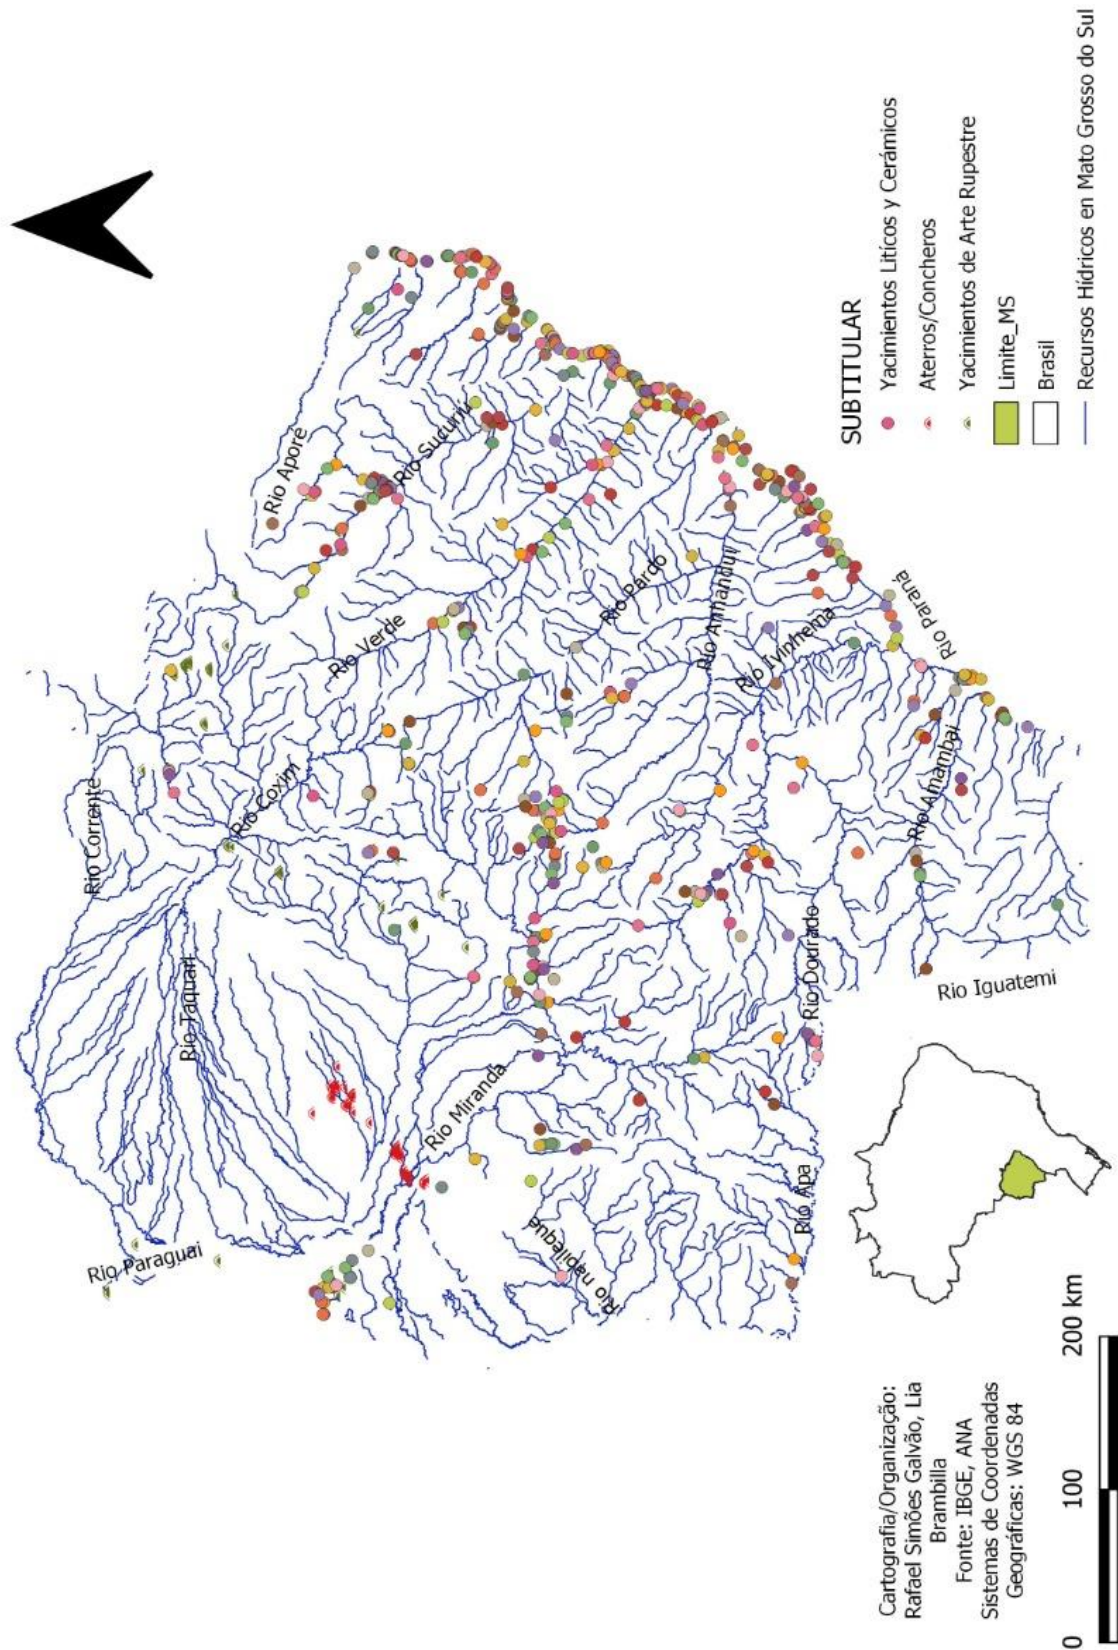 Rio Corrente
Rio Paraguai
Rio Taquari
Rio Coxim
Rio Aporé
Rio Sucuriú
Rio Verde
Rio Miranda
Rio nabileque
Rio Pardo
Rio Anhanduí
Rio Ivinhema
Rio Paraná
Rio Apa
Rio Dourado
Rio Amambai
Rio Iguatemi
Cartografia/Organização:
Rafael Simões Galvão, Lia
Brambilla
Fonte: IBGE, ANA
Sistemas de Coordenadas
Geográficas: WGS 84
0 100 200 km
SUBTITULAR
Yacimientos Líticos y Cerámicos
Aterros/Concheros
Yacimientos de Arte Rupestre
Limite_MS
Brasil
Recursos Hídricos en Mato Grosso do Sul